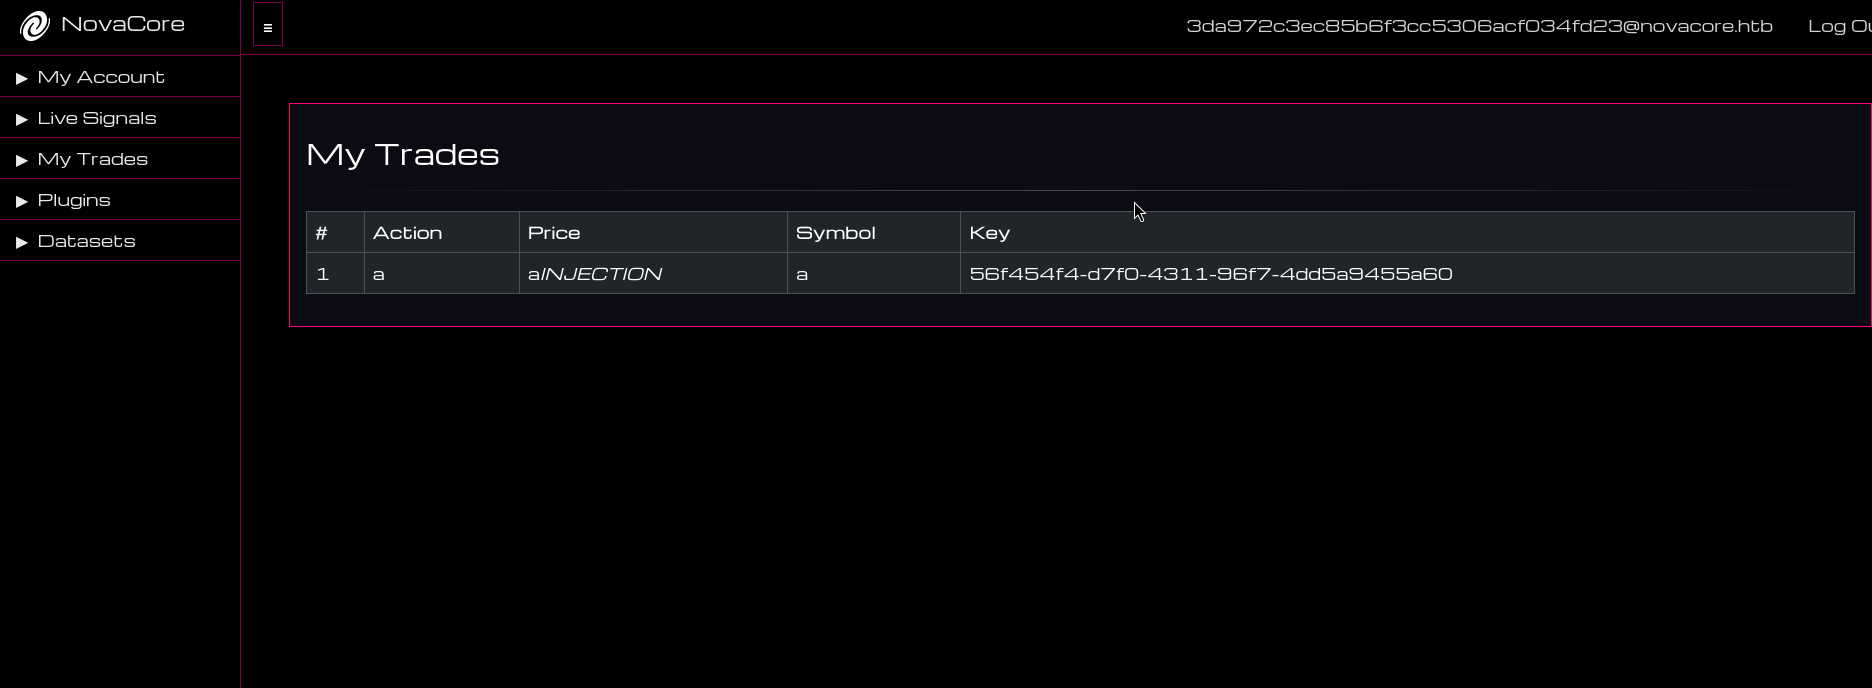 NovaCore
≡
3da972c3ec85b6f3cc5306acf034fd23@novacore.htb
Log Ou
▶ My Account
▶ Live Signals
▶ My Trades
▶ Plugins
▶ Datasets
My Trades
# Action Price Symbol Key
1 a aINJECTION a 56f454f4-d7f0-4311-96f7-4dd5a9455a60